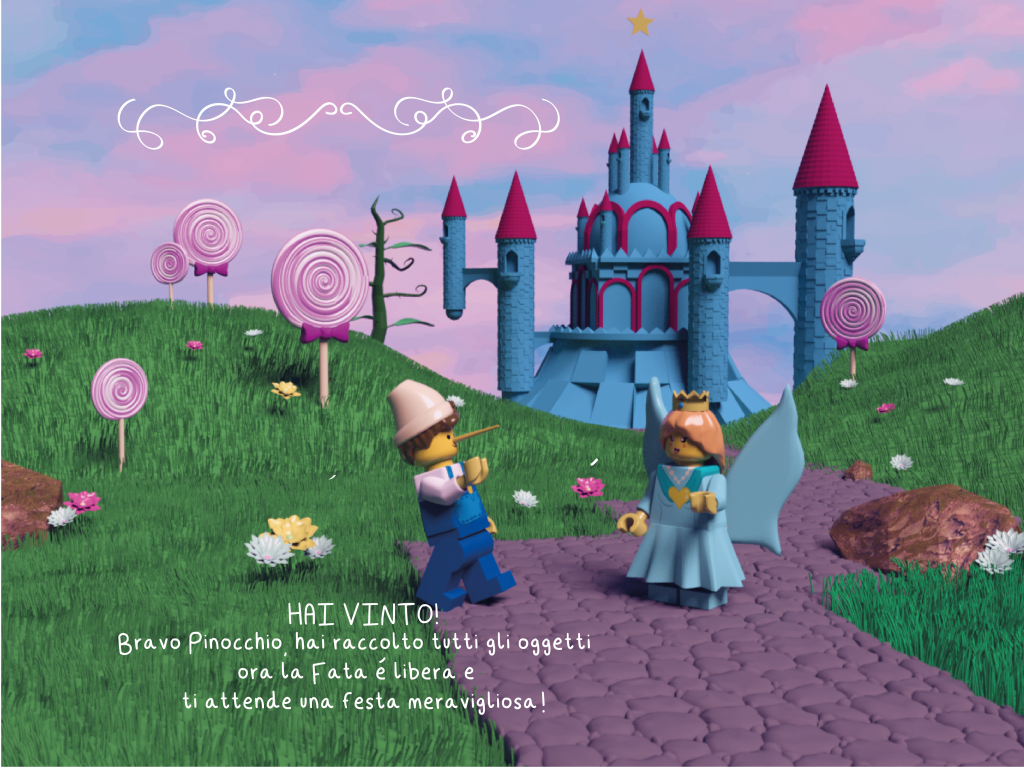 HAI VINTO!
Bravo Pinocchio, hai raccolto tutti gli oggetti
ora la Fata é libera e
ti attende una festa meravigliosa!